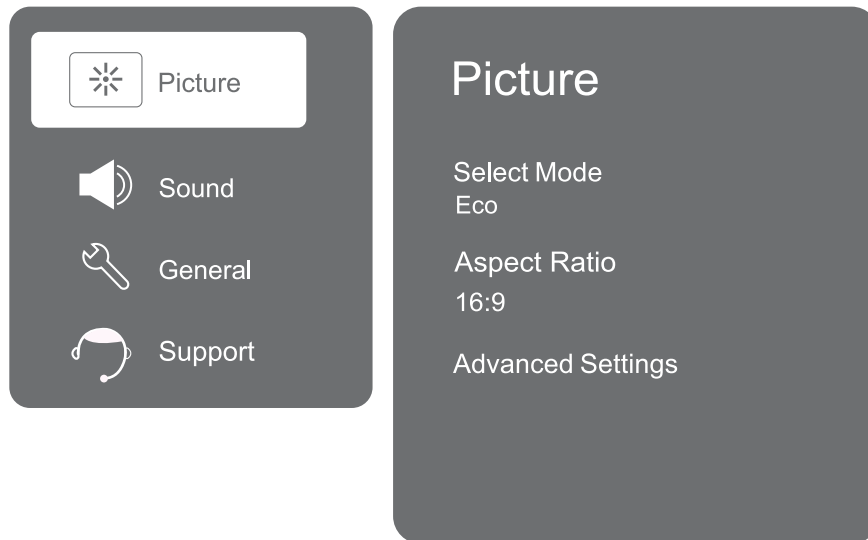 Picture
Sound
General
Support
Picture
Select Mode
Eco
Aspect Ratio
16:9
Advanced Settings